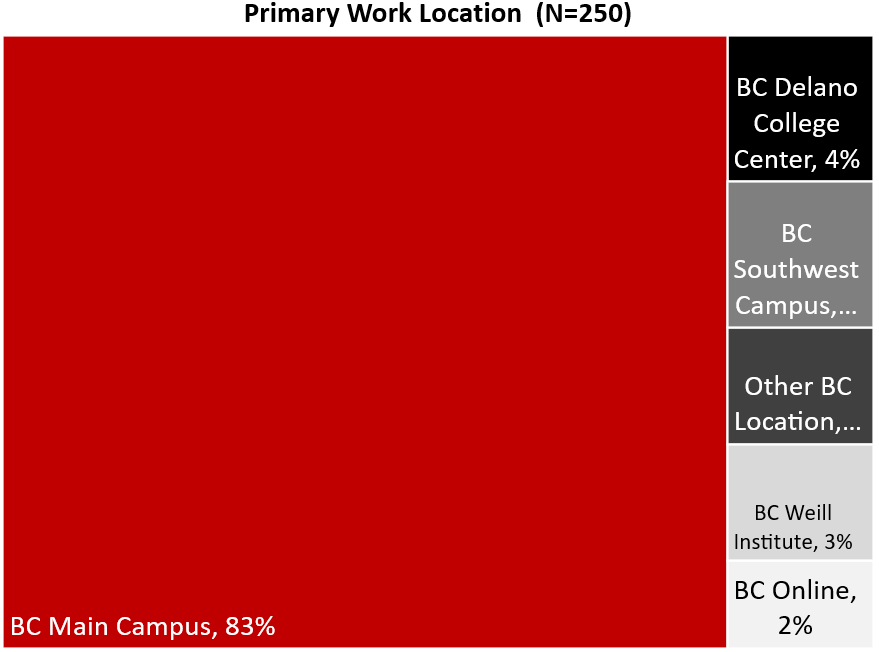 Primary Work Location  (N=250)
BC Delano
College
Center, 4%
BC
Southwest
Campus,...
Other BC
Location,...
BC Weill
Institute, 3%
BC Online,
2%
BC Main Campus, 83%